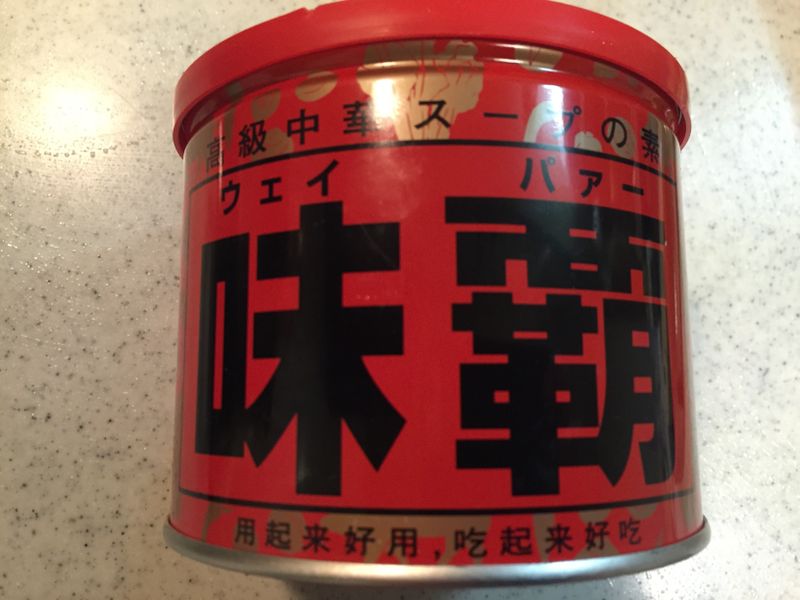 高級中華スープの素
ウェイ パァー
味覇
用起来好用,吃起来好吃